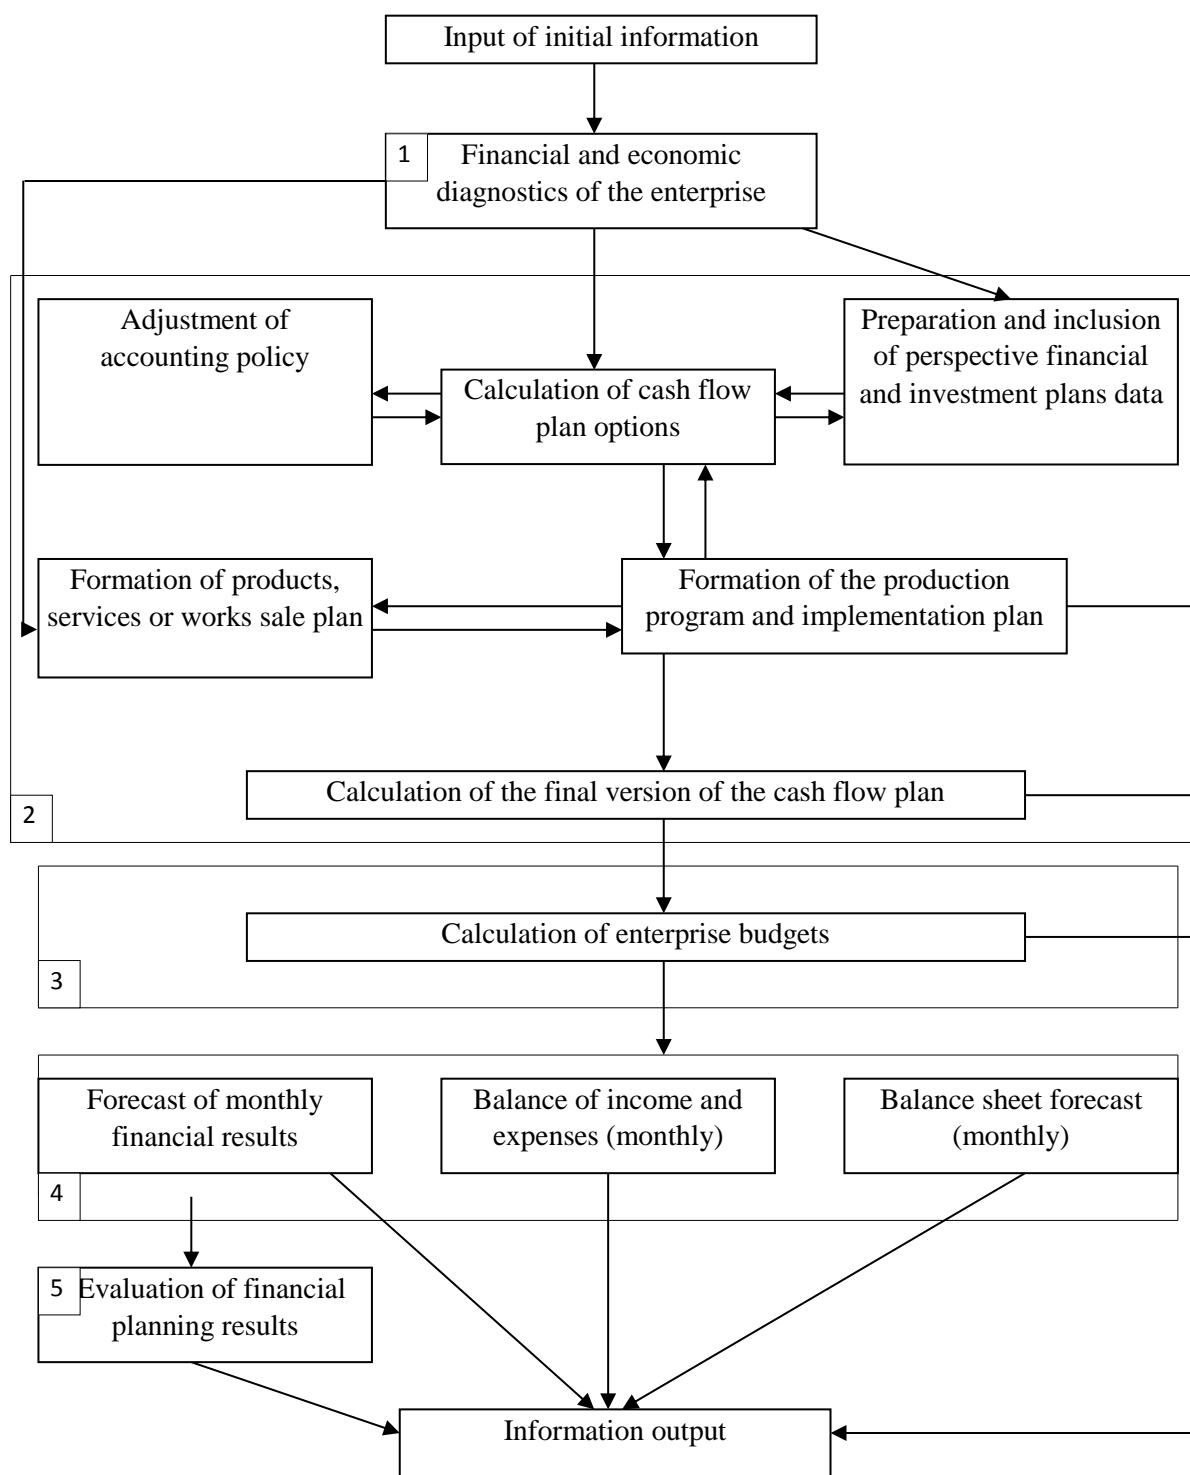 Input of initial information
1
Financial and economic
diagnostics of the enterprise
Adjustment of
accounting policy
Calculation of cash flow
plan options
Preparation and inclusion
of perspective financial
and investment plans data
Formation of products,
services or works sale plan
Formation of the production
program and implementation plan
Calculation of the final version of the cash flow plan
2
Calculation of enterprise budgets
3
Forecast of monthly
financial results
Balance of income and
expenses (monthly)
Balance sheet forecast
(monthly)
4
5
Evaluation of financial
planning results
Information output